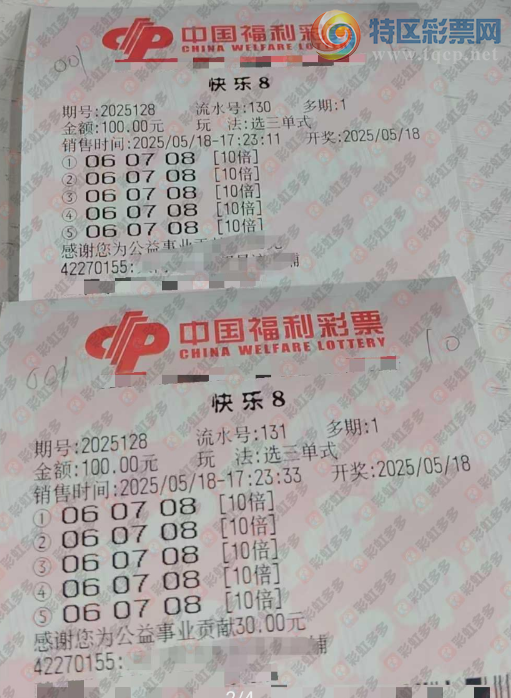 中国福利彩
CHINA WELFARE LOTTERY
特区彩票网
www.tqcp.net
001
快乐8
期号:2025128 流水号:130 多期:1
金额:100.00元 玩 法:选三单式
销售时间:2025/05/18-17:23:11 开奖:2025/05/18
① 06 07 08 [10倍]
② 06 07 08 [10倍]
③ 06 07 08 [10倍]
④ 06 07 08 [10倍]
⑤ 06 07 08 [10倍]
感谢您为公益事业贡
42270155:
中国福利彩票
CHINA WELFARE LOTTERY
001
10
快乐8
期号:2025128 流水号:131 多期:1
金额:100.00元 玩 法:选三单式
销售时间:2025/05/18-17:23:33 开奖:2025/05/18
① 06 07 08 [10倍]
② 06 07 08 [10倍]
③ 06 07 08 [10倍]
④ 06 07 08 [10倍]
⑤ 06 07 08 [10倍]
感谢您为公益事业贡献30.00元
42270155:
彩虹多多
2/4